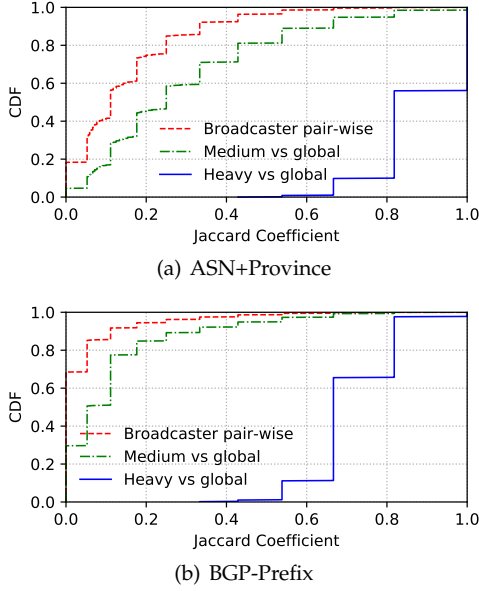 1.0
0.8
0.6
0.4
0.2
0.0
CDF
Broadcaster pair-wise
Medium vs global
Heavy vs global
0.0 0.2 0.4 0.6 0.8 1.0
Jaccard Coefficient
(a) ASN+Province
1.0
0.8
0.6
0.4
0.2
0.0
CDF
Broadcaster pair-wise
Medium vs global
Heavy vs global
0.0 0.2 0.4 0.6 0.8 1.0
Jaccard Coefficient
(b) BGP-Prefix